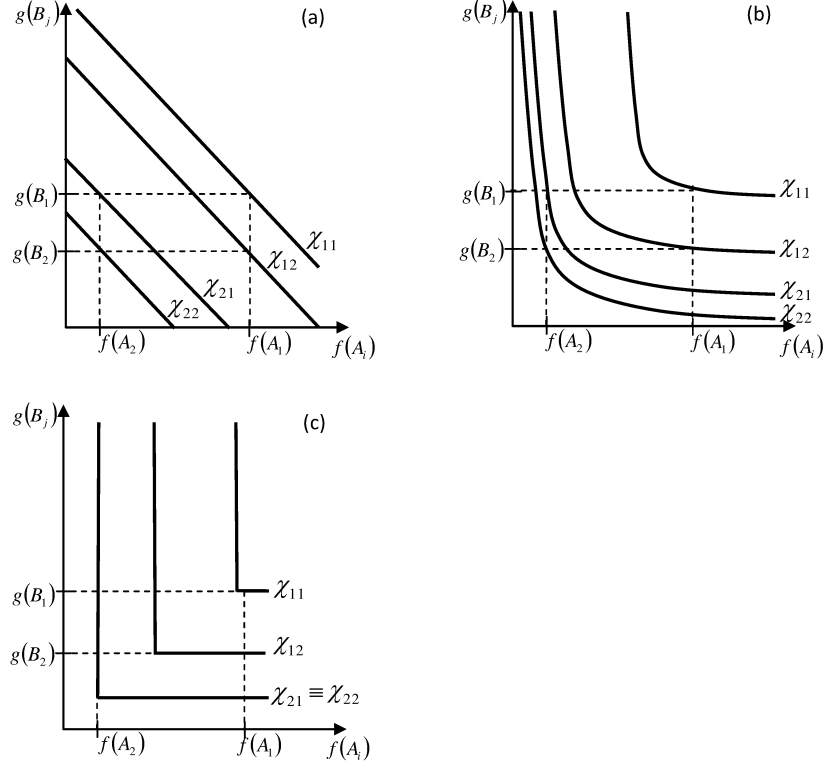 g(B_j)
(a)
g(B_1)
g(B_2)
χ_11
χ_12
χ_21
χ_22
f(A_2)
f(A_1)
f(A_i)
g(B_j)
(b)
g(B_1)
g(B_2)
χ_11
χ_12
χ_21
χ_22
f(A_2)
f(A_1)
f(A_i)
g(B_j)
(c)
g(B_1)
g(B_2)
χ_11
χ_12
χ_21 ≡ χ_22
f(A_2)
f(A_1)
f(A_i)